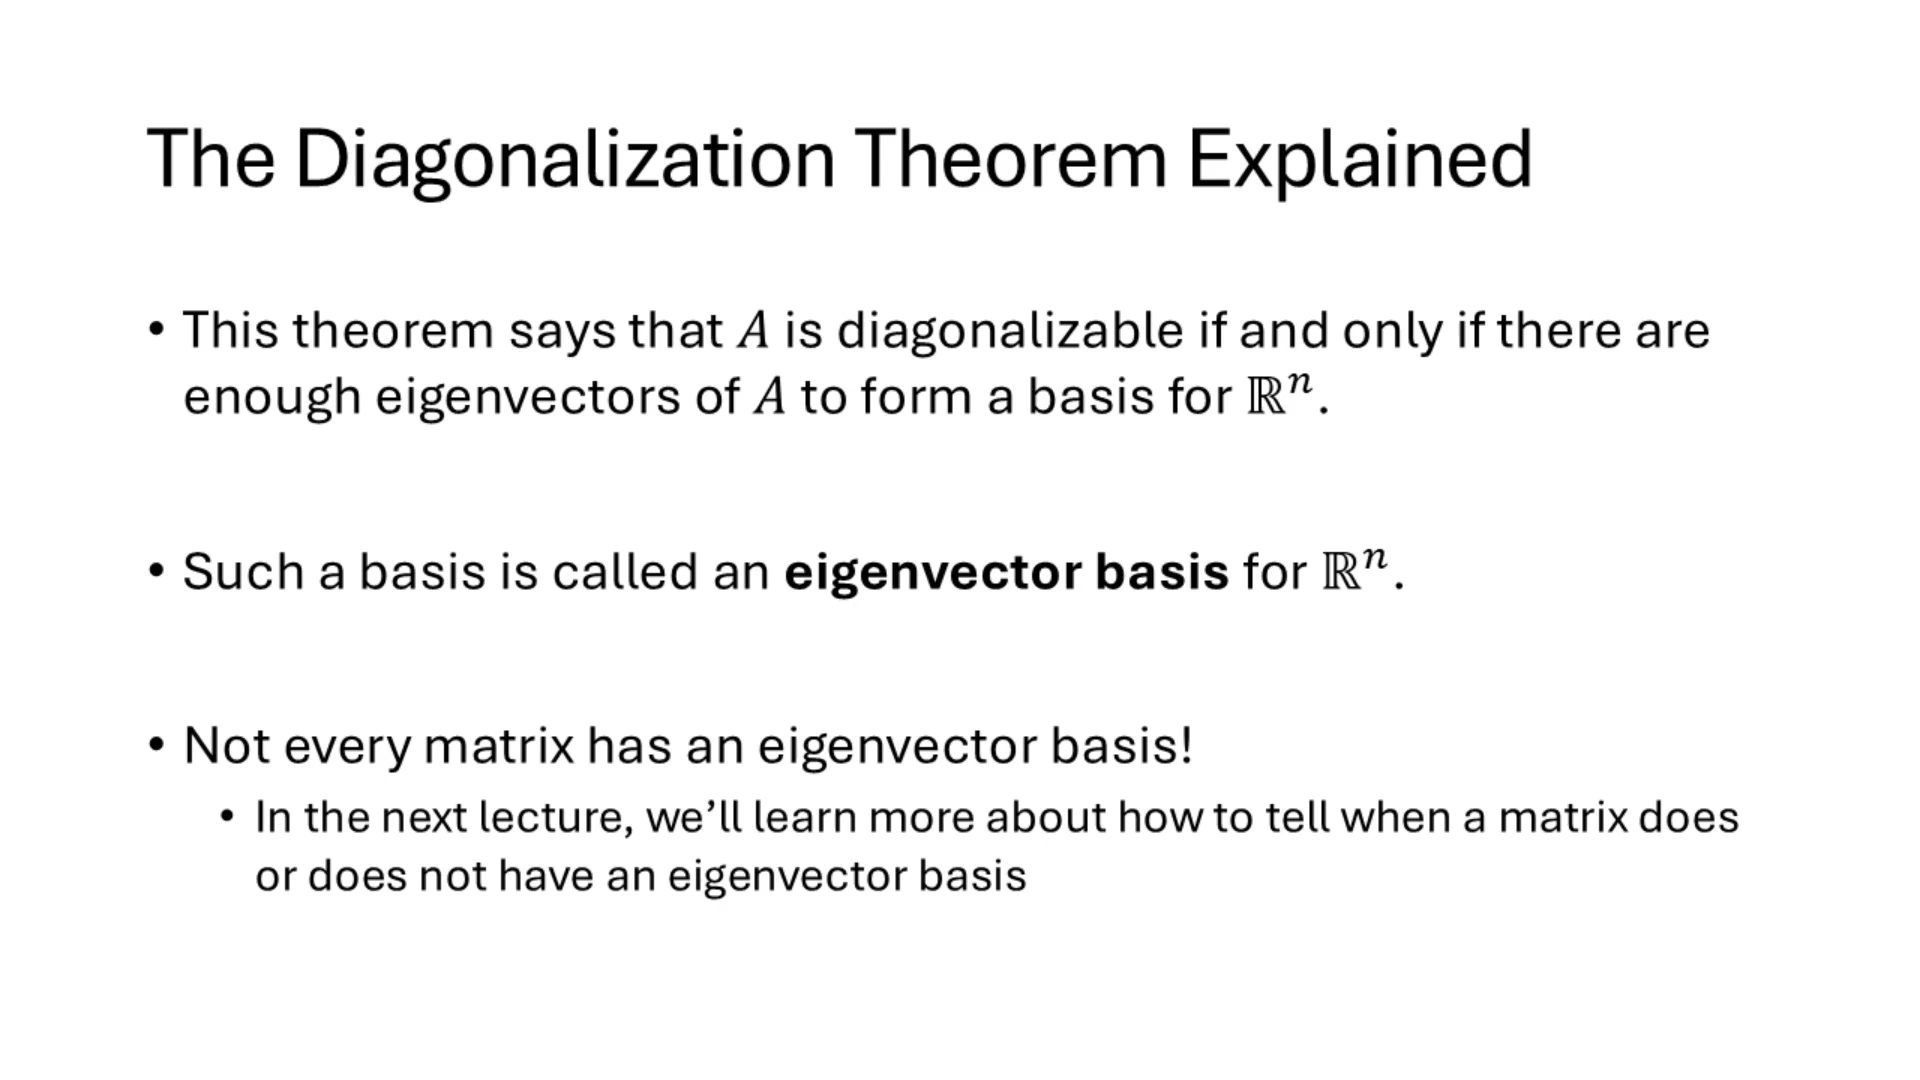 The Diagonalization Theorem Explained
• This theorem says that 𝐴 is diagonalizable if and only if there are
enough eigenvectors of 𝐴 to form a basis for ℝⁿ.
• Such a basis is called an eigenvector basis for ℝⁿ.
• Not every matrix has an eigenvector basis!
• In the next lecture, we’ll learn more about how to tell when a matrix does
or does not have an eigenvector basis